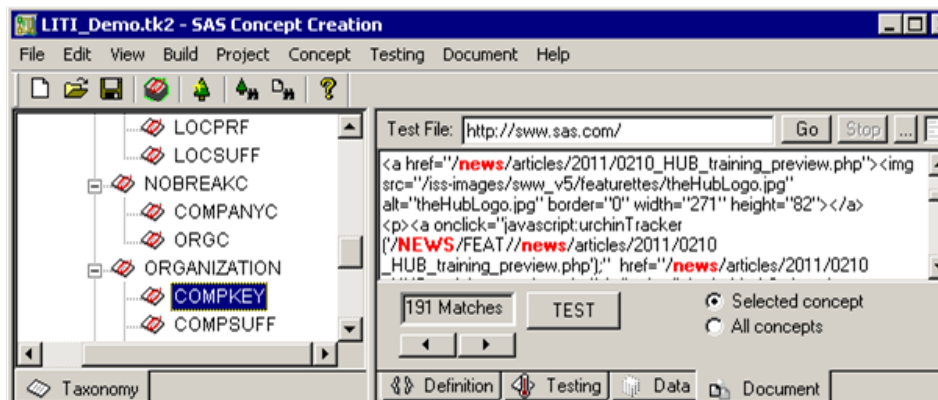 LITI_Demo.tk2 - SAS Concept Creation
File Edit View Build Project Concept Testing Document Help
LOCPRF
LOCSUFF
NOBREAKC
COMPANYC
ORGC
ORGANIZATION
COMPKEY
COMPSUFF
Taxonomy
Test File: http://sww.sas.com/ Go Stop ...
<a href="/news/articles/2011/0210_HUB_training_preview.php"><img
src="/iss-images/sww_v5/featurettes/theHubLogo.jpg"
alt="theHubLogo.jpg" border="0" width="271" height="82"></a>
<p><a onclick="javascript:urchinTracker
('/NEWS/FEAT//news/articles/2011/0210
_HUB_training_preview.php');" href="/news/articles/2011/0210
191 Matches TEST
Selected concept
All concepts
Definition Testing Data Document